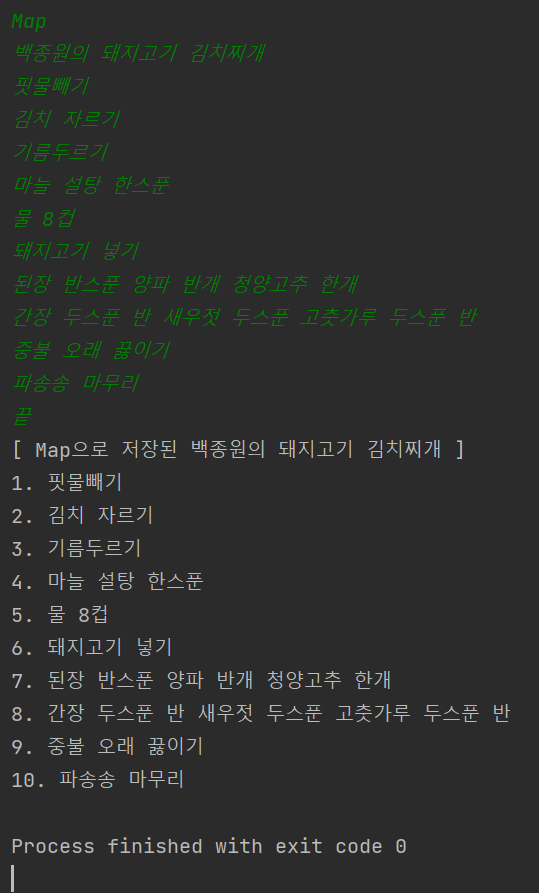 Map
백종원의 돼지고기 김치찌개
핏물빼기
김치 자르기
기름두르기
마늘 설탕 한스푼
물 8컵
돼지고기 넣기
된장 반스푼 양파 반개 청양고추 한개
간장 두스푼 반 새우젓 두스푼 고춧가루 두스푼 반
중불 오래 끓이기
파송송 마무리
끝
[ Map으로 저장된 백종원의 돼지고기 김치찌개 ]
1. 핏물빼기
2. 김치 자르기
3. 기름두르기
4. 마늘 설탕 한스푼
5. 물 8컵
6. 돼지고기 넣기
7. 된장 반스푼 양파 반개 청양고추 한개
8. 간장 두스푼 반 새우젓 두스푼 고춧가루 두스푼 반
9. 중불 오래 끓이기
10. 파송송 마무리
Process finished with exit code 0